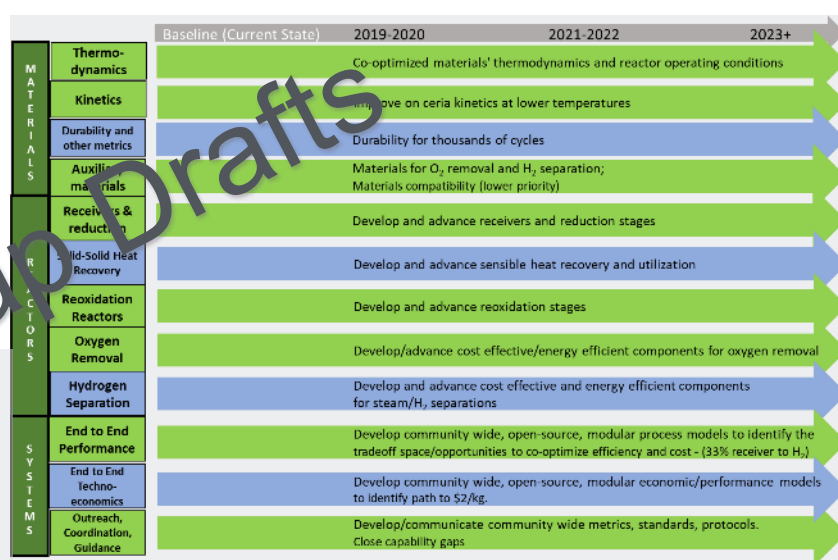 Baseline (Current State) 2019-2020 2021-2022 2023+
MATERIALS
Thermo-
dynamics
Co-optimized materials' thermodynamics and reactor operating conditions
Kinetics
Improve on ceria kinetics at lower temperatures
Durability and
other metrics
Durability for thousands of cycles
Auxiliary
materials
Materials for O₂ removal and H₂ separation;
Materials compatibility (lower priority)
REACTORS
Receivers &
reduction
Develop and advance receivers and reduction stages
Solid-Solid Heat
Recovery
Develop and advance sensible heat recovery and utilization
Reoxidation
Reactors
Develop and advance reoxidation stages
Oxygen
Removal
Develop/advance cost effective/energy efficient components for oxygen removal
Hydrogen
Separation
Develop and advance cost effective and energy efficient components
for steam/H₂ separations
SYSTEMS
End to End
Performance
Develop community wide, open-source, modular process models to identify the
tradeoff space/opportunities to co-optimize efficiency and cost - (33% receiver to H₂)
End to End
Techno-
economics
Develop community wide, open-source, modular economic/performance models
to identify path to $2/kg.
Outreach,
Coordination,
Guidance
Develop/communicate community wide metrics, standards, protocols.
Close capability gaps
Drafts